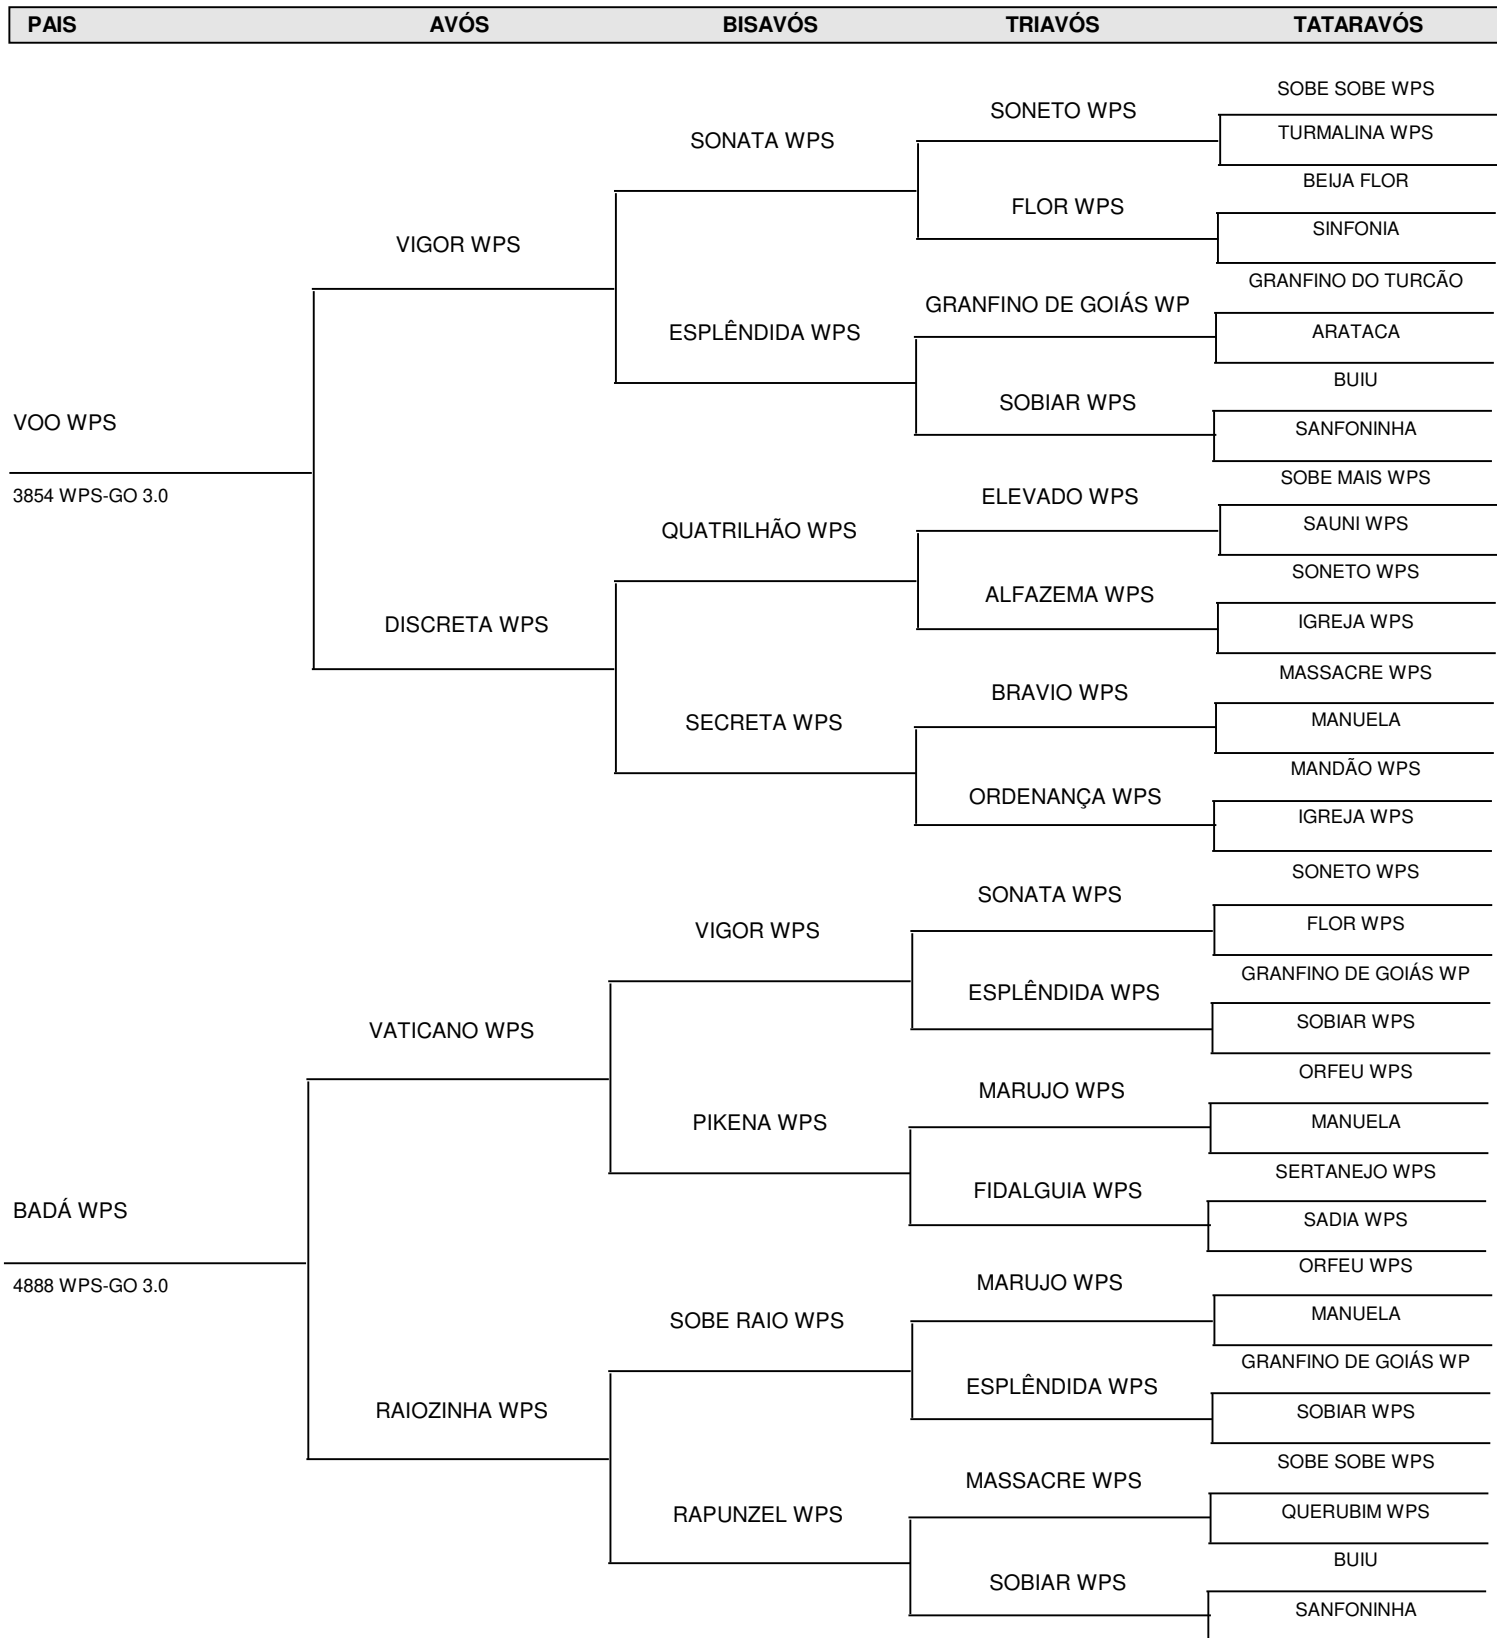 PAIS AVÓS BISAVÓS TRIAVÓS TATARAVÓS
SOBE SOBE WPS
SONETO WPS
TURMALINA WPS
SONATA WPS
BEIJA FLOR
FLOR WPS
SINFONIA
VIGOR WPS
GRANFINO DO TURCÃO
GRANFINO DE GOIÁS WP
ESPLÊNDIDA WPS
ARATACA
BUIU
SOBIAR WPS
VOO WPS
SANFONINHA
SOBE MAIS WPS
3854 WPS-GO 3.0
ELEVADO WPS
SAUNI WPS
QUATRILHÃO WPS
SONETO WPS
ALFAZEMA WPS
IGREJA WPS
DISCRETA WPS
MASSACRE WPS
BRAVIO WPS
MANUELA
SECRETA WPS
MANDÃO WPS
ORDENANÇA WPS
IGREJA WPS
SONETO WPS
SONATA WPS
FLOR WPS
VIGOR WPS
GRANFINO DE GOIÁS WP
ESPLÊNDIDA WPS
SOBIAR WPS
VATICANO WPS
ORFEU WPS
MARUJO WPS
MANUELA
PIKENA WPS
SERTANEJO WPS
FIDALGUIA WPS
BADÁ WPS
SADIA WPS
ORFEU WPS
4888 WPS-GO 3.0
MARUJO WPS
MANUELA
SOBE RAIO WPS
GRANFINO DE GOIÁS WP
ESPLÊNDIDA WPS
RAIOZINHA WPS
SOBIAR WPS
SOBE SOBE WPS
MASSACRE WPS
QUERUBIM WPS
RAPUNZEL WPS
BUIU
SOBIAR WPS
SANFONINHA